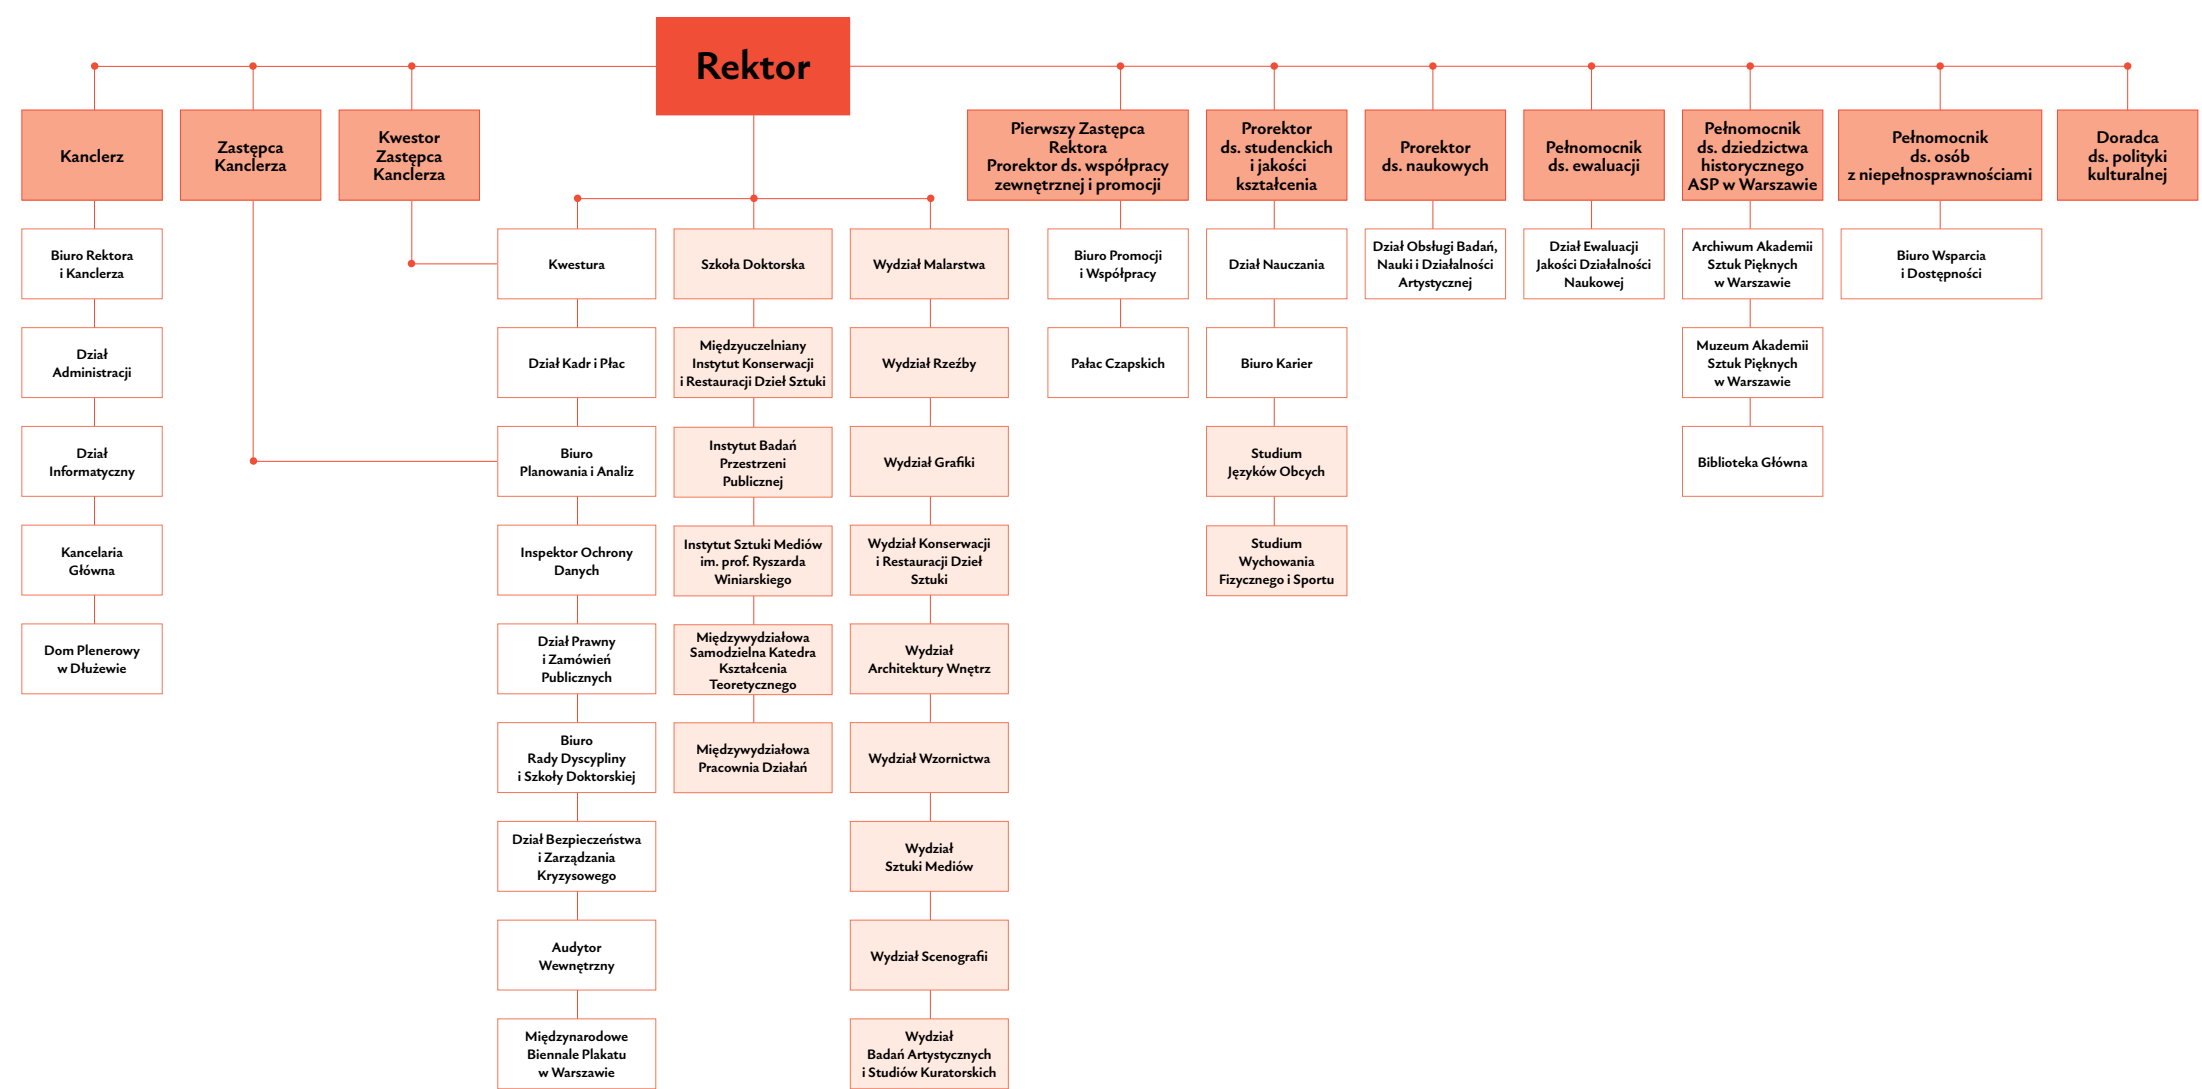 Rektor
Kanclerz
Zastępca
Kanclerza
Kwestor
Zastępca
Kanclerza
Pierwszy Zastępca
Rektora
Prorektor ds. współpracy
zewnętrznej i promocji
Prorektor
ds. studenckich
i jakości
kształcenia
Prorektor
ds. naukowych
Pełnomocnik
ds. ewaluacji
Pełnomocnik
ds. dziedzictwa
historycznego
ASP w Warszawie
Pełnomocnik
ds. osób
z niepełnosprawnościami
Doradca
ds. polityki
kulturalnej
Biuro Rektora
i Kanclerza
Dział
Administracji
Dział
Informatyczny
Kancelaria
Główna
Dom Plenerowy
w Dłużewie
Kwestura
Dział Kadr i Płac
Biuro
Planowania i Analiz
Inspektor Ochrony
Danych
Dział Prawny
i Zamówień
Publicznych
Biuro
Rady Dyscypliny
i Szkoły Doktorskiej
Dział Bezpieczeństwa
i Zarządzania
Kryzysowego
Audytor
Wewnętrzny
Międzynarodowe
Biennale Plakatu
w Warszawie
Szkoła Doktorska
Międzyuczelniany
Instytut Konserwacji
i Restauracji Dzieł Sztuki
Instytut Badań
Przestrzeni
Publicznej
Instytut Sztuki Mediów
im. prof. Ryszarda
Winiarskiego
Międzywydziałowa
Samodzielna Katedra
Kształcenia
Teoretycznego
Międzywydziałowa
Pracownia Działań
Wydział Malarstwa
Wydział Rzeźby
Wydział Grafiki
Wydział Konserwacji
i Restauracji Dzieł
Sztuki
Wydział
Architektury Wnętrz
Wydział Wzornictwa
Wydział
Sztuki Mediów
Wydział Scenografii
Wydział
Badań Artystycznych
i Studiów Kuratorskich
Biuro Promocji
i Współpracy
Pałac Czapskich
Dział Nauczania
Biuro Karier
Studium
Języków Obcych
Studium
Wychowania
Fizycznego i Sportu
Dział Obsługi Badań,
Nauki i Działalności
Artystycznej
Dział Ewaluacji
Jakości Działalności
Naukowej
Archiwum Akademii
Sztuk Pięknych
w Warszawie
Muzeum Akademii
Sztuk Pięknych
w Warszawie
Biblioteka Główna
Biuro Wsparcia
i Dostępności